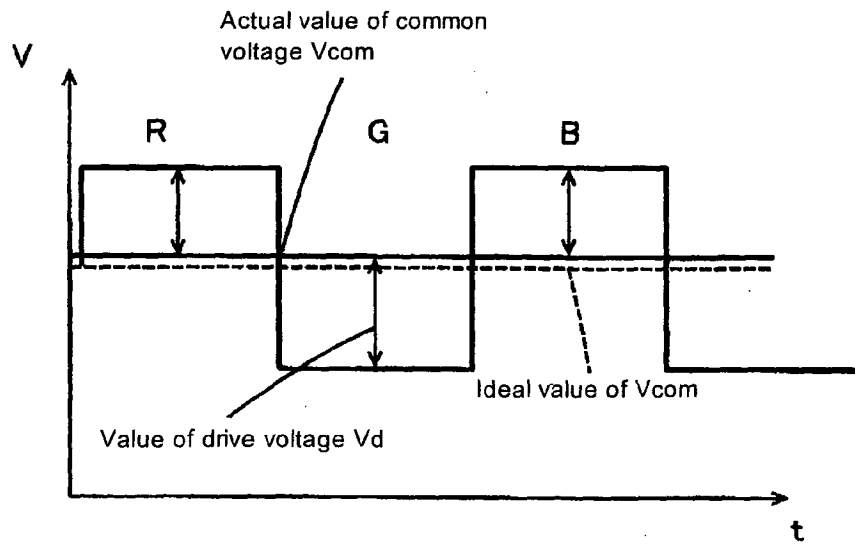 Actual value of common
voltage Vcom
V
R
G
B
Ideal value of Vcom
Value of drive voltage Vd
t